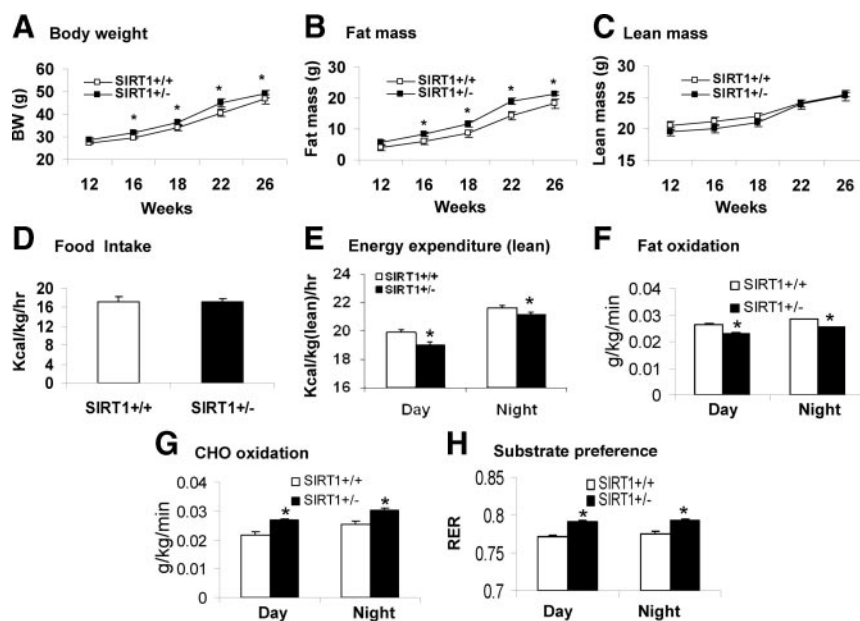 A Body weight
SIRT1+/+
SIRT1+/-
BW (g)
60
50
40
30
20
* * * *
12 16 18 22 26
Weeks
B Fat mass
SIRT1+/+
SIRT1+/-
Fat mass (g)
30
20
10
0
* * * *
12 16 18 22 26
Weeks
C Lean mass
SIRT1+/+
SIRT1+/-
Lean mass (g)
30
25
20
15
12 16 18 22 26
Weeks
D Food Intake
Kcal/kg/hr
20
16
12
8
4
0
SIRT1+/+ SIRT1+/-
E Energy expenditure (lean)
SIRT1+/+
SIRT1+/-
Kcal/kg(lean)/hr
24
22
20
18
16
* *
Day Night
F Fat oxidation
SIRT1+/+
SIRT1+/-
g/kg/min
0.04
0.03
0.02
0.01
0
* *
Day Night
G CHO oxidation
SIRT1+/+
SIRT1+/-
g/kg/min
0.04
0.03
0.02
0.01
0
* *
Day Night
H Substrate preference
SIRT1+/+
SIRT1+/-
RER
0.85
0.8
0.75
0.7
* *
Day Night